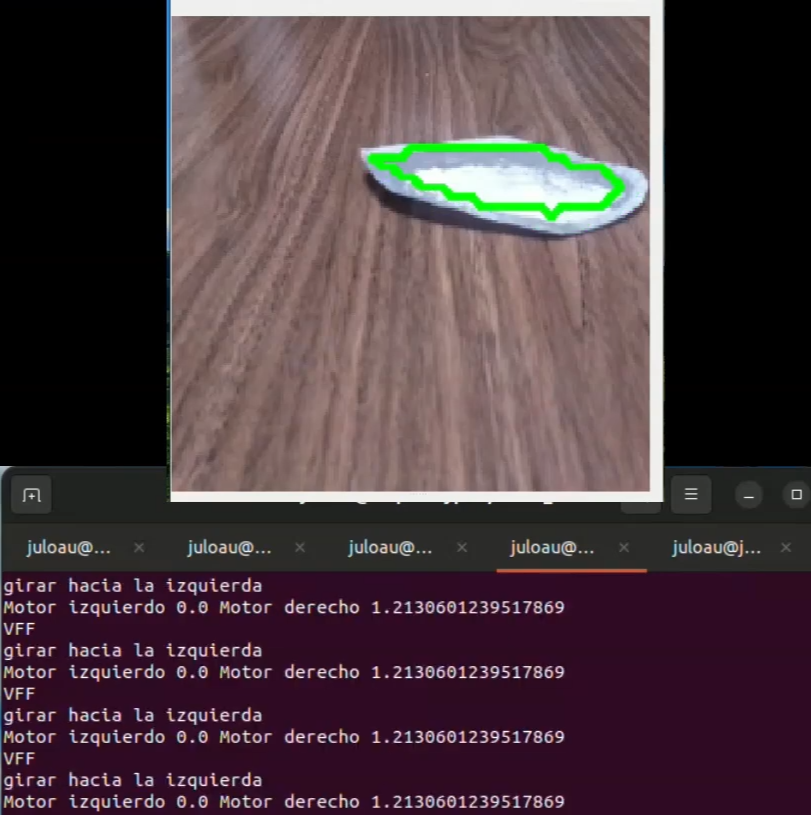 juloau@... juloau@... juloau@... juloau@... juloau@j...
girar hacia la izquierda
Motor izquierdo 0.0 Motor derecho 1.2130601239517869
VFF
girar hacia la izquierda
Motor izquierdo 0.0 Motor derecho 1.2130601239517869
VFF
girar hacia la izquierda
Motor izquierdo 0.0 Motor derecho 1.2130601239517869
VFF
girar hacia la izquierda
Motor izquierdo 0.0 Motor derecho 1.2130601239517869